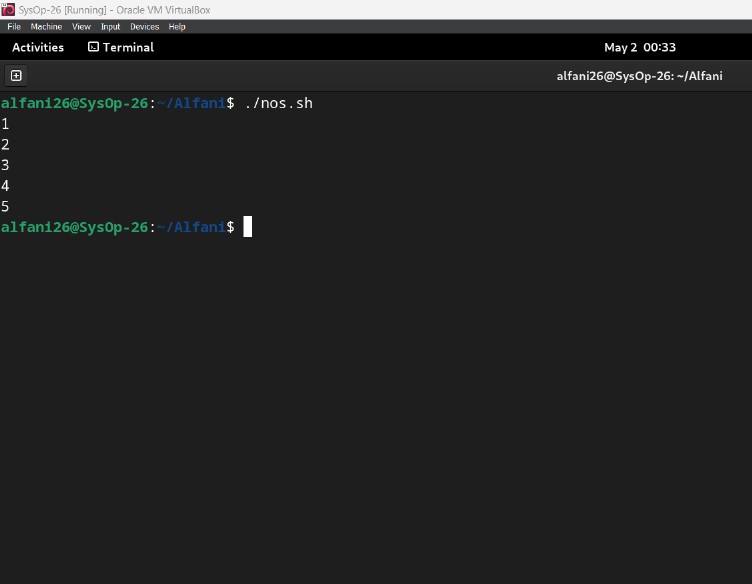 SysOp-26 [Running] - Oracle VM VirtualBox
File Machine View Input Devices Help
Activities Terminal May 2 00:33
alfani26@SysOp-26: ~/Alfani
alfani26@SysOp-26:~/Alfani$ ./nos.sh
1
2
3
4
5
alfani26@SysOp-26:~/Alfani$